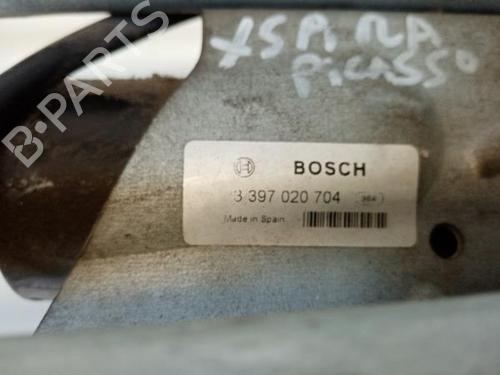 XSARA
PICASSO
B-PARTS
BOSCH
3 397 020 704
Made in Spain